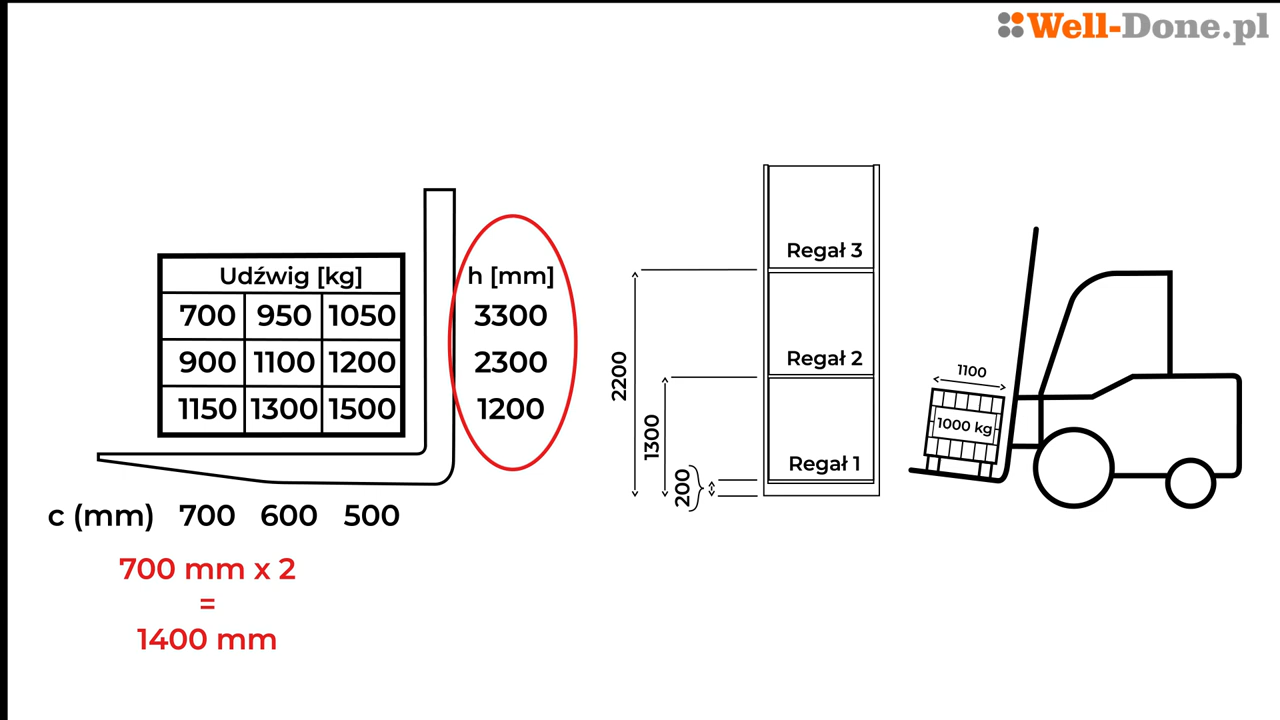 Well-Done.pl
Udźwig [kg]
700 950 1050
900 1100 1200
1150 1300 1500
h [mm]
3300
2300
1200
c (mm) 700 600 500
700 mm x 2
=
1400 mm
Regał 3
Regał 2
Regał 1
2200
1300
200
1100
1000 kg